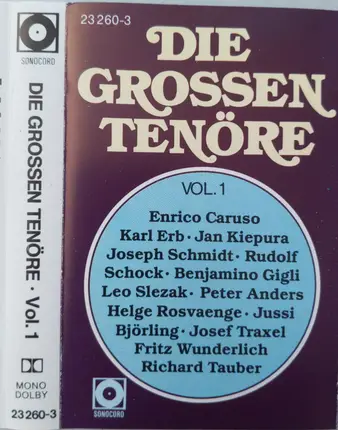 SONOCORD
DIE GROSSEN TENÖRE · Vol. 1
MONO
DOLBY
23 260-3
23 260-3
DIE
GROSSEN
TENÖRE
VOL. 1
Enrico Caruso
Karl Erb · Jan Kiepura
Joseph Schmidt · Rudolf
Schock · Benjamino Gigli
Leo Slezak · Peter Anders
Helge Rosvaenge · Jussi
Björling · Josef Traxel
Fritz Wunderlich
Richard Tauber
SONOCORD